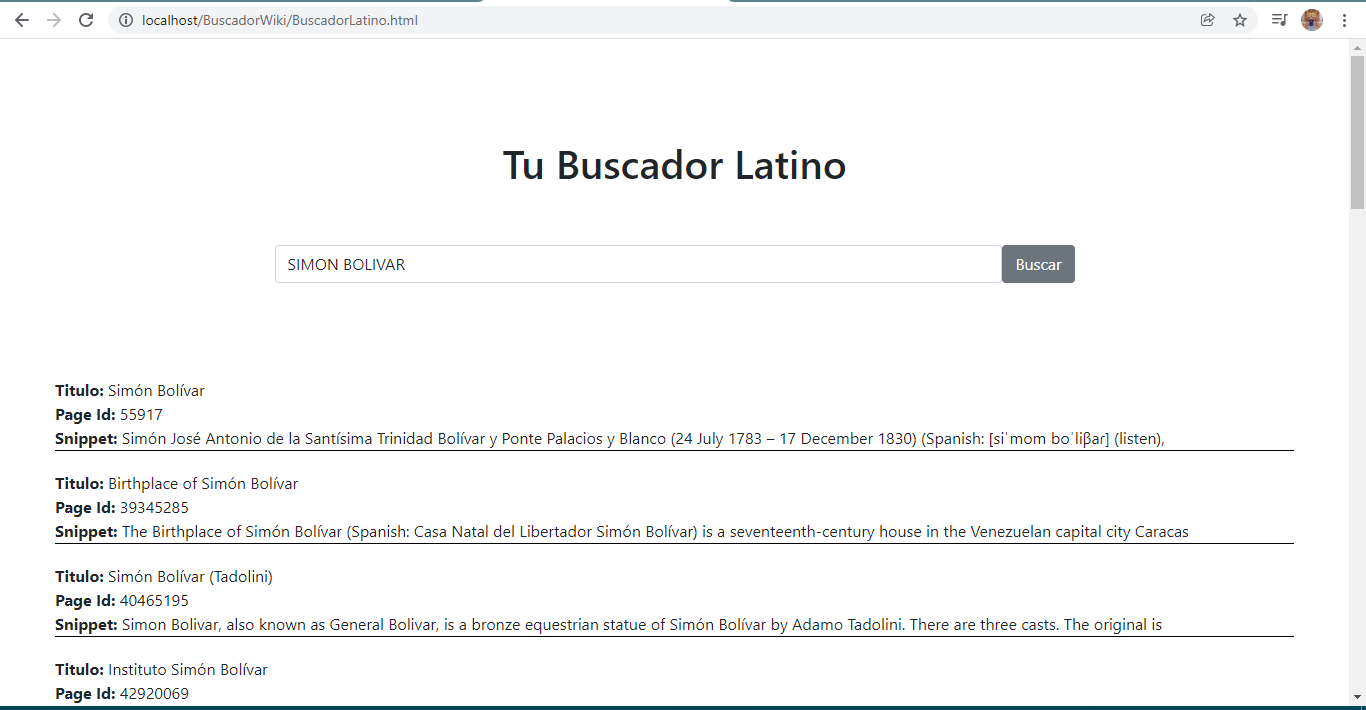 localhost/BuscadorWiki/BuscadorLatino.html
Tu Buscador Latino
SIMON BOLIVAR Buscar
Titulo: Simón Bolívar
Page Id: 55917
Snippet: Simón José Antonio de la Santísima Trinidad Bolívar y Ponte Palacios y Blanco (24 July 1783 – 17 December 1830) (Spanish: [siˈmom boˈliβaɾ] (listen),
Titulo: Birthplace of Simón Bolívar
Page Id: 39345285
Snippet: The Birthplace of Simón Bolívar (Spanish: Casa Natal del Libertador Simón Bolívar) is a seventeenth-century house in the Venezuelan capital city Caracas
Titulo: Simón Bolívar (Tadolini)
Page Id: 40465195
Snippet: Simon Bolivar, also known as General Bolivar, is a bronze equestrian statue of Simón Bolívar by Adamo Tadolini. There are three casts. The original is
Titulo: Instituto Simón Bolívar
Page Id: 42920069